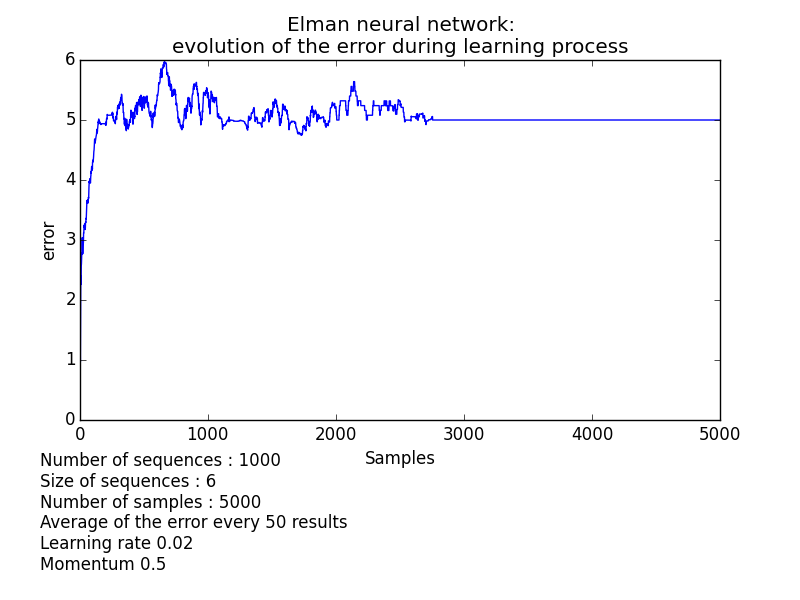 Elman neural network:
evolution of the error during learning process
6
5
4
3
2
1
0
error
0 1000 2000 3000 4000 5000
Samples
Number of sequences : 1000
Size of sequences : 6
Number of samples : 5000
Average of the error every 50 results
Learning rate 0.02
Momentum 0.5